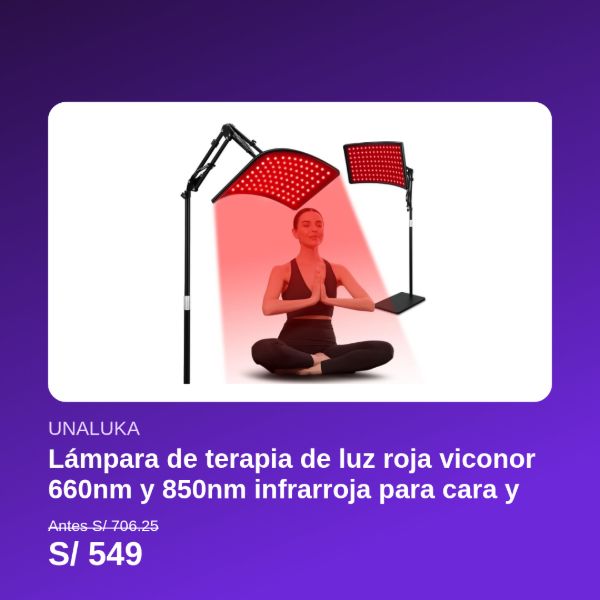 UNALUKA
Lámpara de terapia de luz roja viconor
660nm y 850nm infrarroja para cara y
Antes S/ 706.25
S/ 549